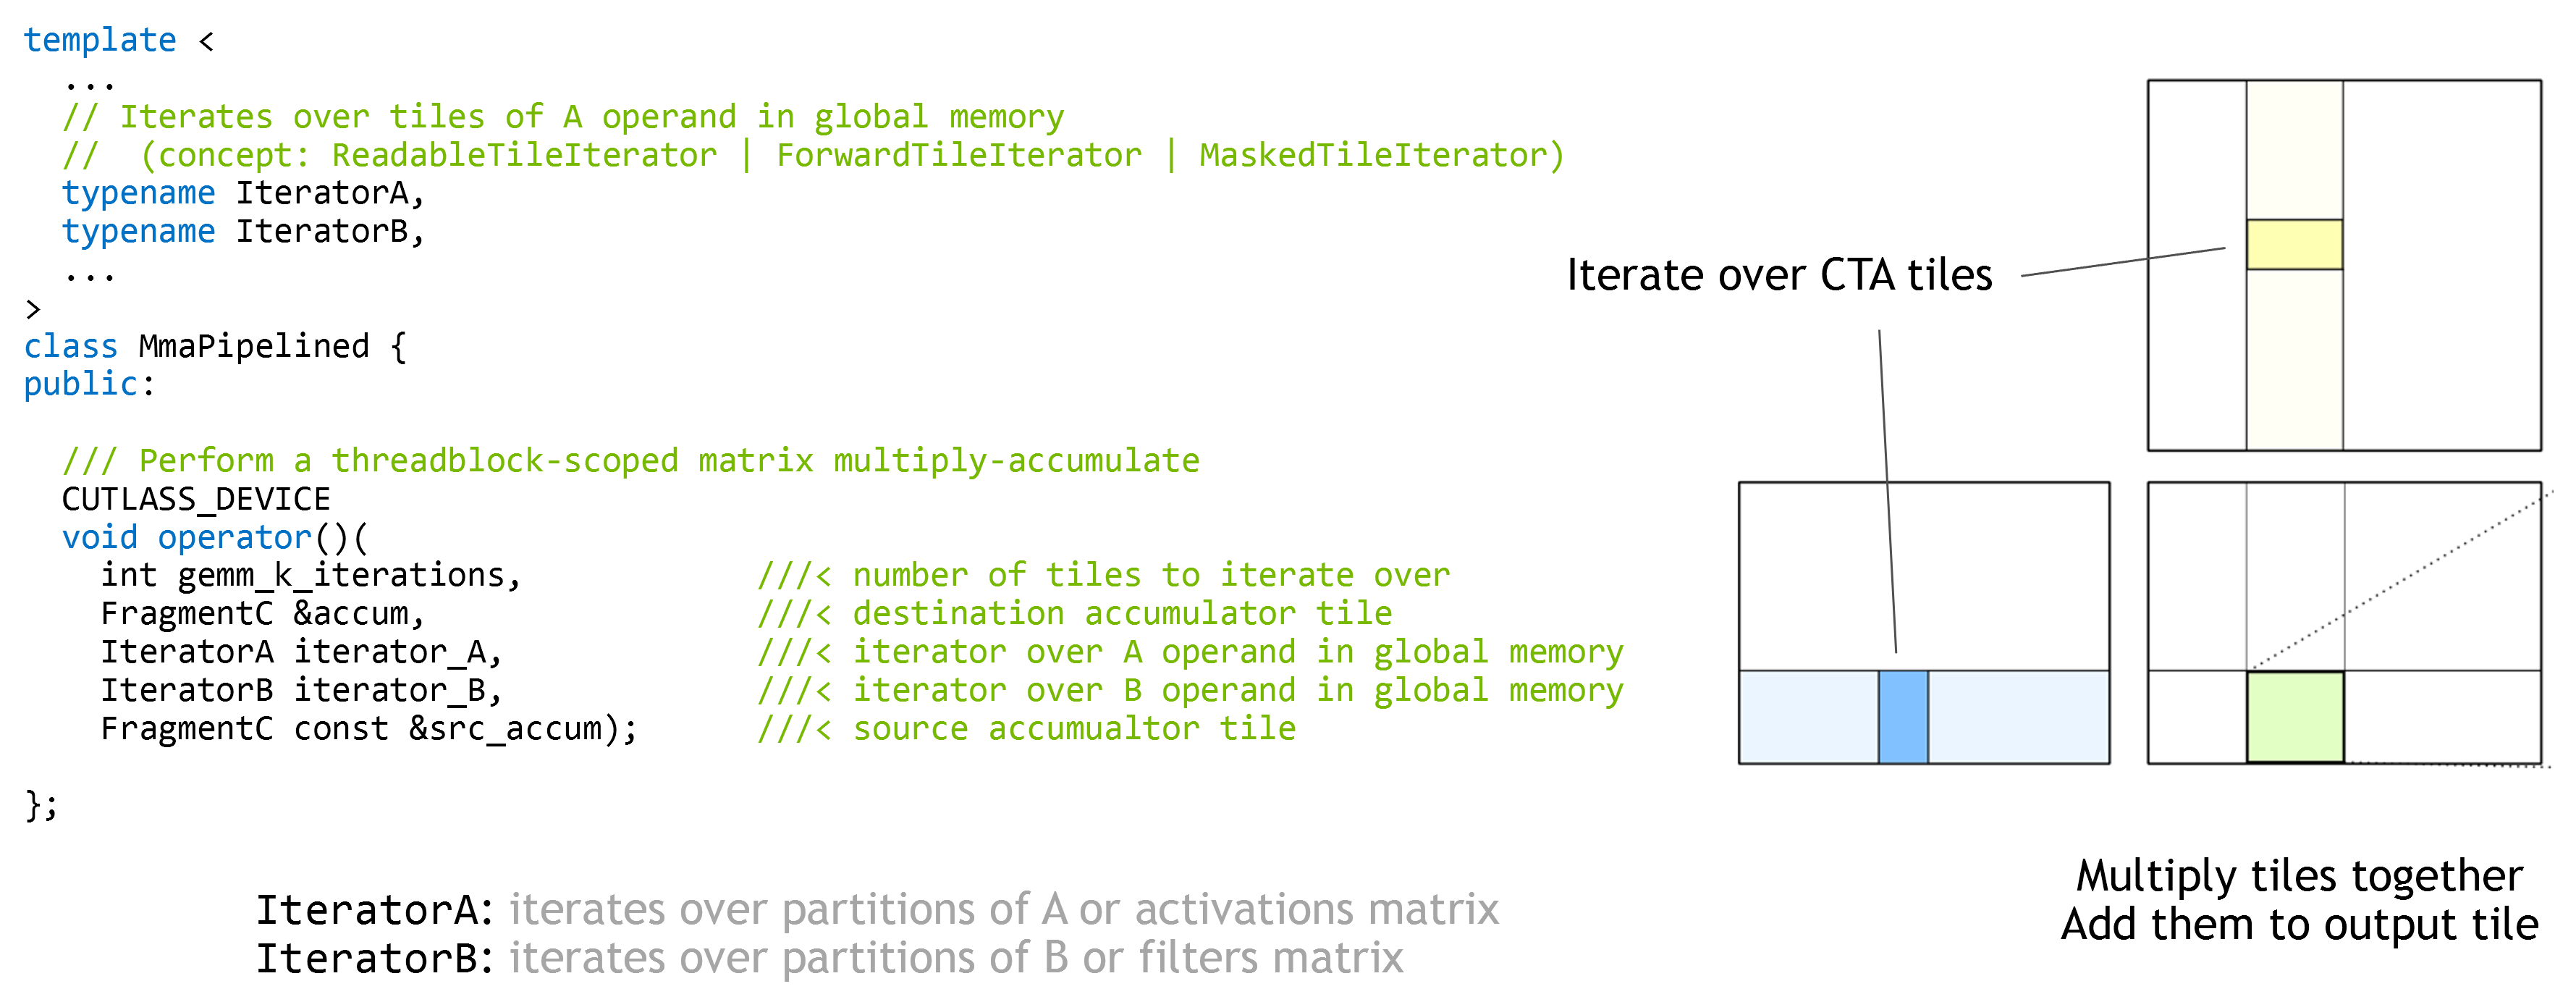 template <
  ...
  // Iterates over tiles of A operand in global memory
  //  (concept: ReadableTileIterator | ForwardTileIterator | MaskedTileIterator)
  typename IteratorA,
  typename IteratorB,
  ...
>
class MmaPipelined {
public:
  /// Perform a threadblock-scoped matrix multiply-accumulate
  CUTLASS_DEVICE
  void operator()(
    int gemm_k_iterations,            ///< number of tiles to iterate over
    FragmentC &accum,                 ///< destination accumulator tile
    IteratorA iterator_A,             ///< iterator over A operand in global memory
    IteratorB iterator_B,             ///< iterator over B operand in global memory
    FragmentC const &src_accum);      ///< source accumualtor tile
};
IteratorA: iterates over partitions of A or activations matrix
IteratorB: iterates over partitions of B or filters matrix
Iterate over CTA tiles
Multiply tiles together
Add them to output tile